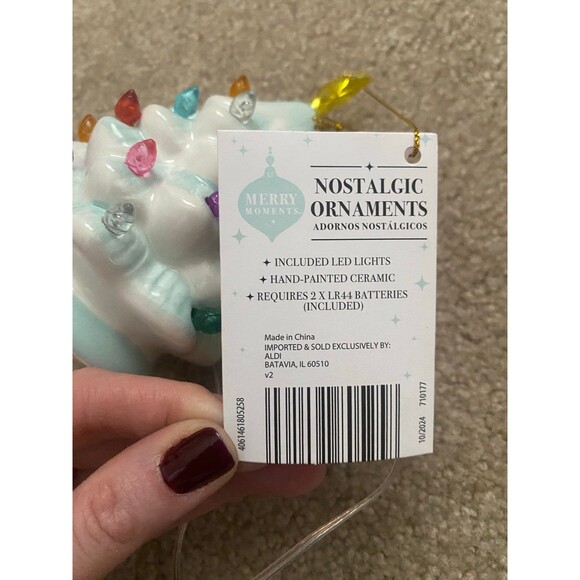 MERRY
MOMENTS.
NOSTALGIC
ORNAMENTS
ADORNOS NOSTÁLGICOS
INCLUDED LED LIGHTS
HAND-PAINTED CERAMIC
REQUIRES 2 X LR44 BATTERIES
(INCLUDED)
Made in China
IMPORTED & SOLD EXCLUSIVELY BY:
ALDI
BATAVIA, IL 60510
v2
4061461805258
10/2024 710177